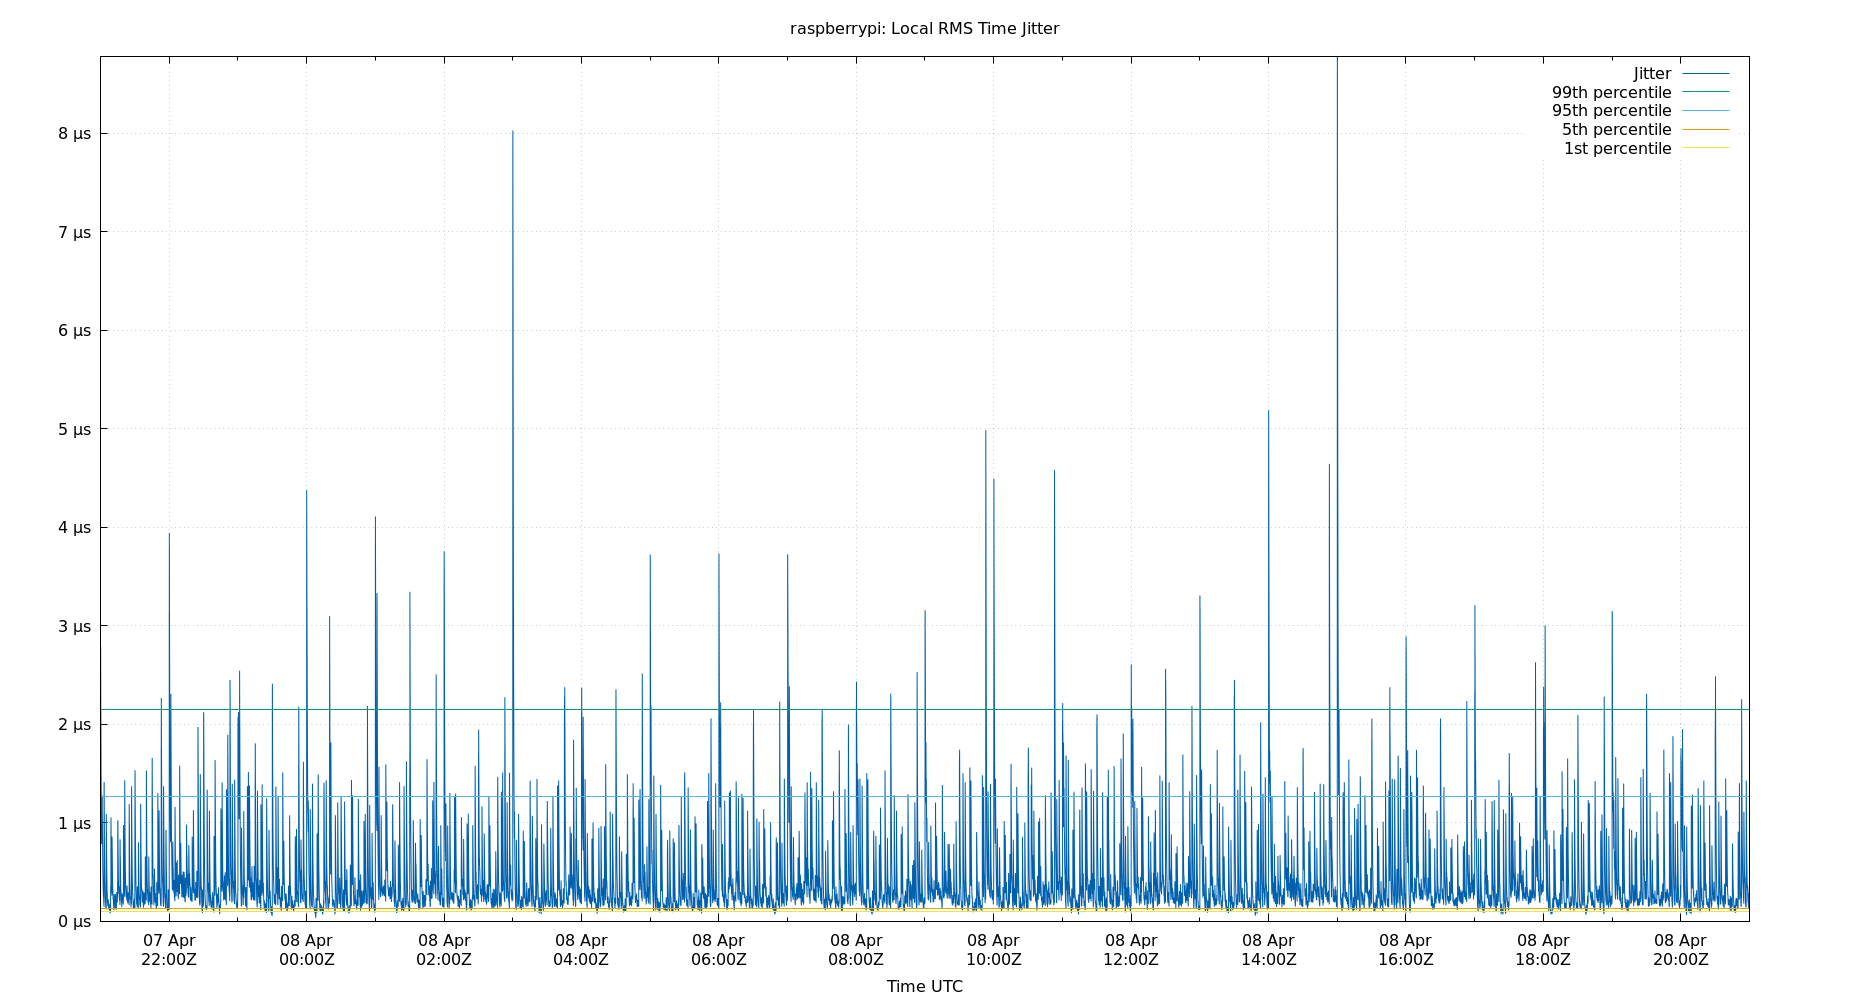 raspberrypi: Local RMS Time Jitter
Jitter
99th percentile
95th percentile
5th percentile
1st percentile
8 µs
7 µs
6 µs
5 µs
4 µs
3 µs
2 µs
1 µs
0 µs
07 Apr 08 Apr 08 Apr 08 Apr 08 Apr 08 Apr 08 Apr 08 Apr 08 Apr 08 Apr 08 Apr 08 Apr
22:00Z 00:00Z 02:00Z 04:00Z 06:00Z 08:00Z 10:00Z 12:00Z 14:00Z 16:00Z 18:00Z 20:00Z
Time UTC